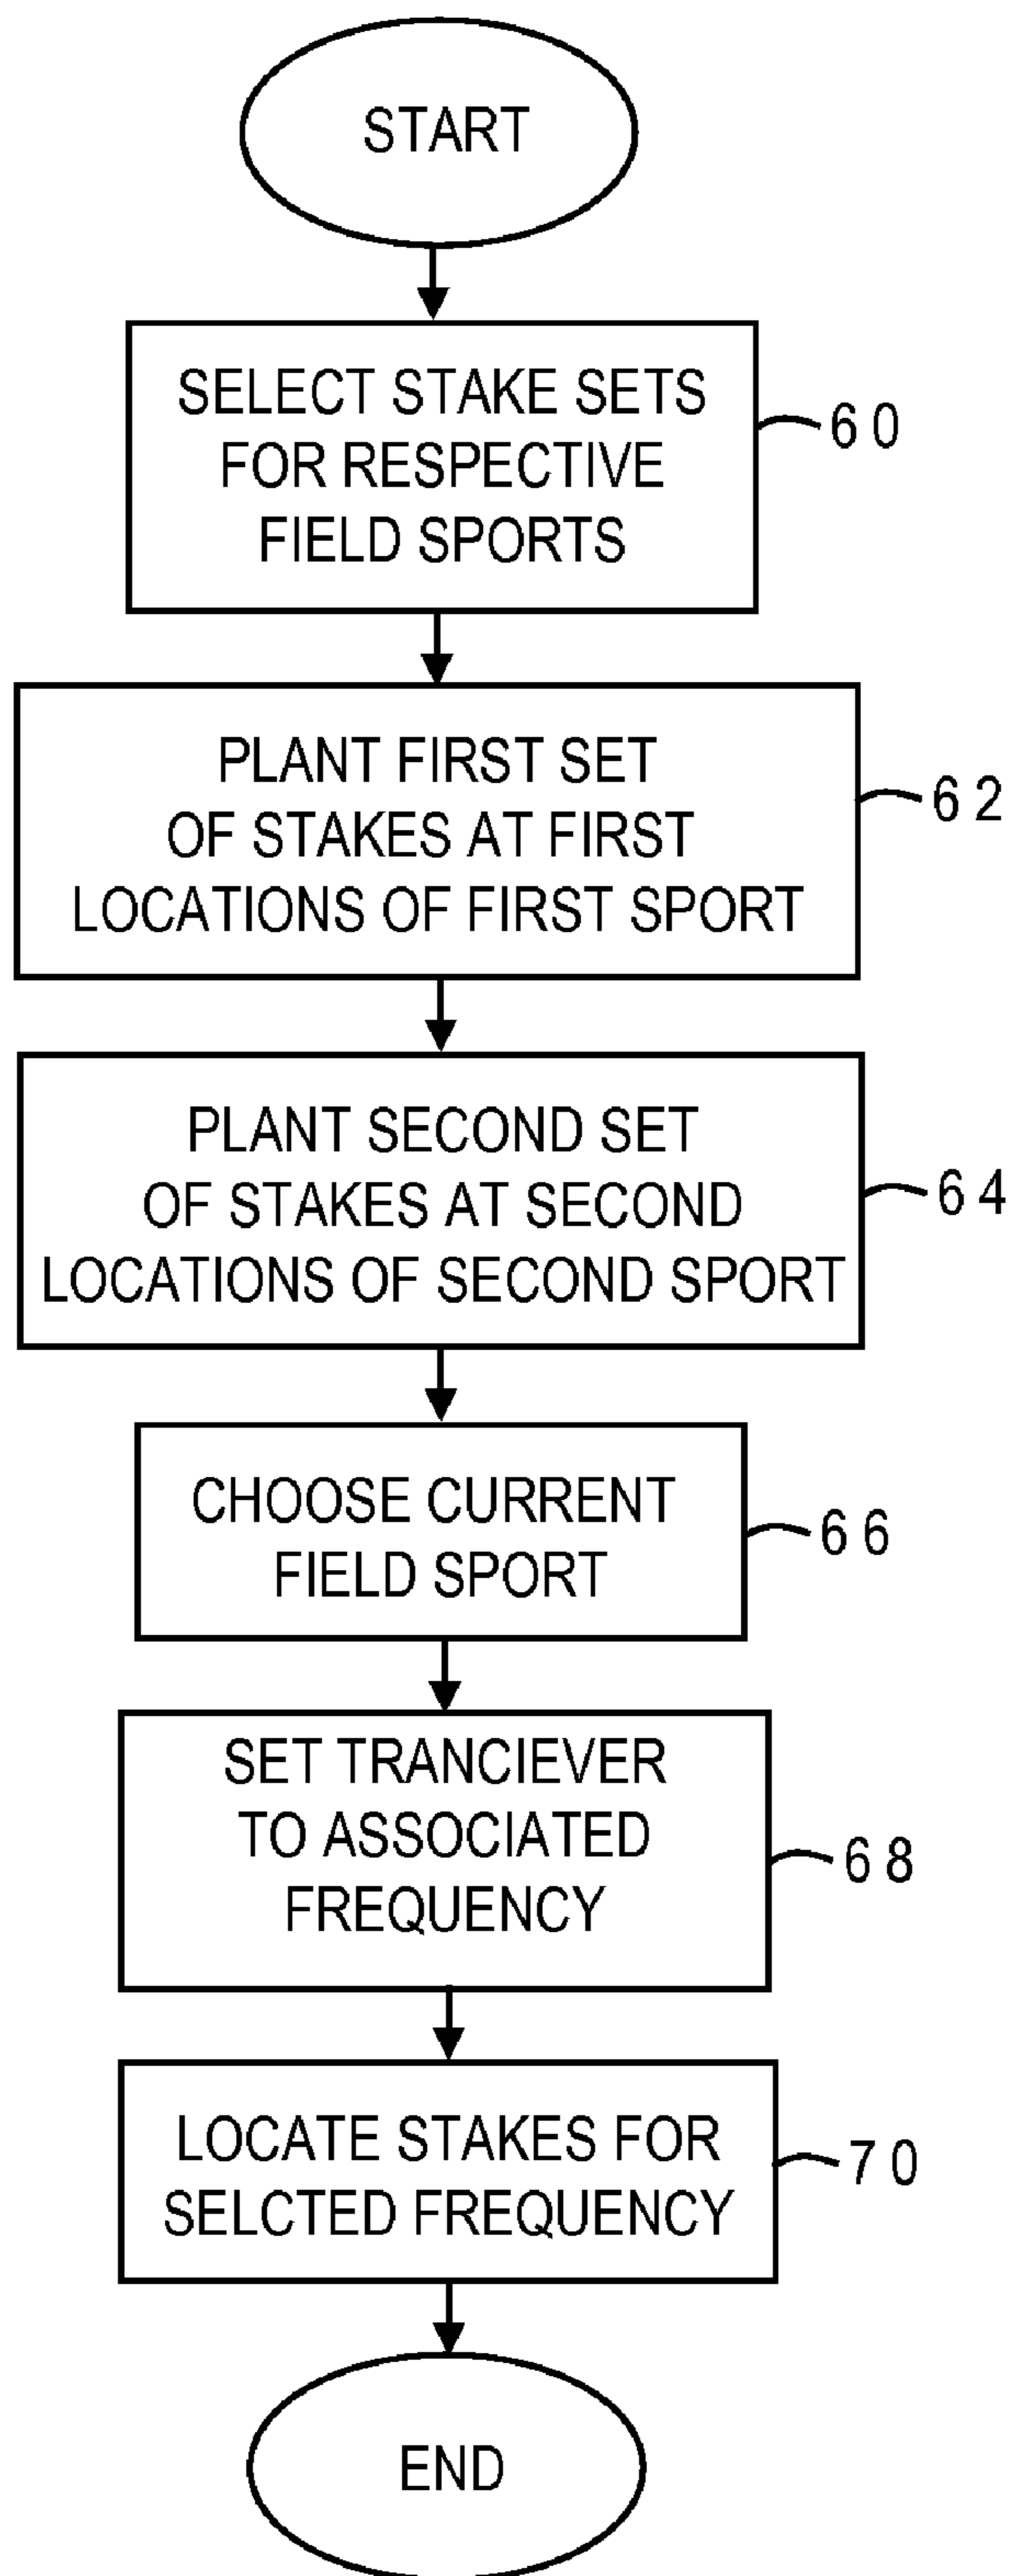 START
SELECT STAKE SETS
FOR RESPECTIVE
FIELD SPORTS
60
PLANT FIRST SET
OF STAKES AT FIRST
LOCATIONS OF FIRST SPORT
62
PLANT SECOND SET
OF STAKES AT SECOND
LOCATIONS OF SECOND SPORT
64
CHOOSE CURRENT
FIELD SPORT
66
SET TRANCIEVER
TO ASSOCIATED
FREQUENCY
68
LOCATE STAKES FOR
SELCTED FREQUENCY
70
END